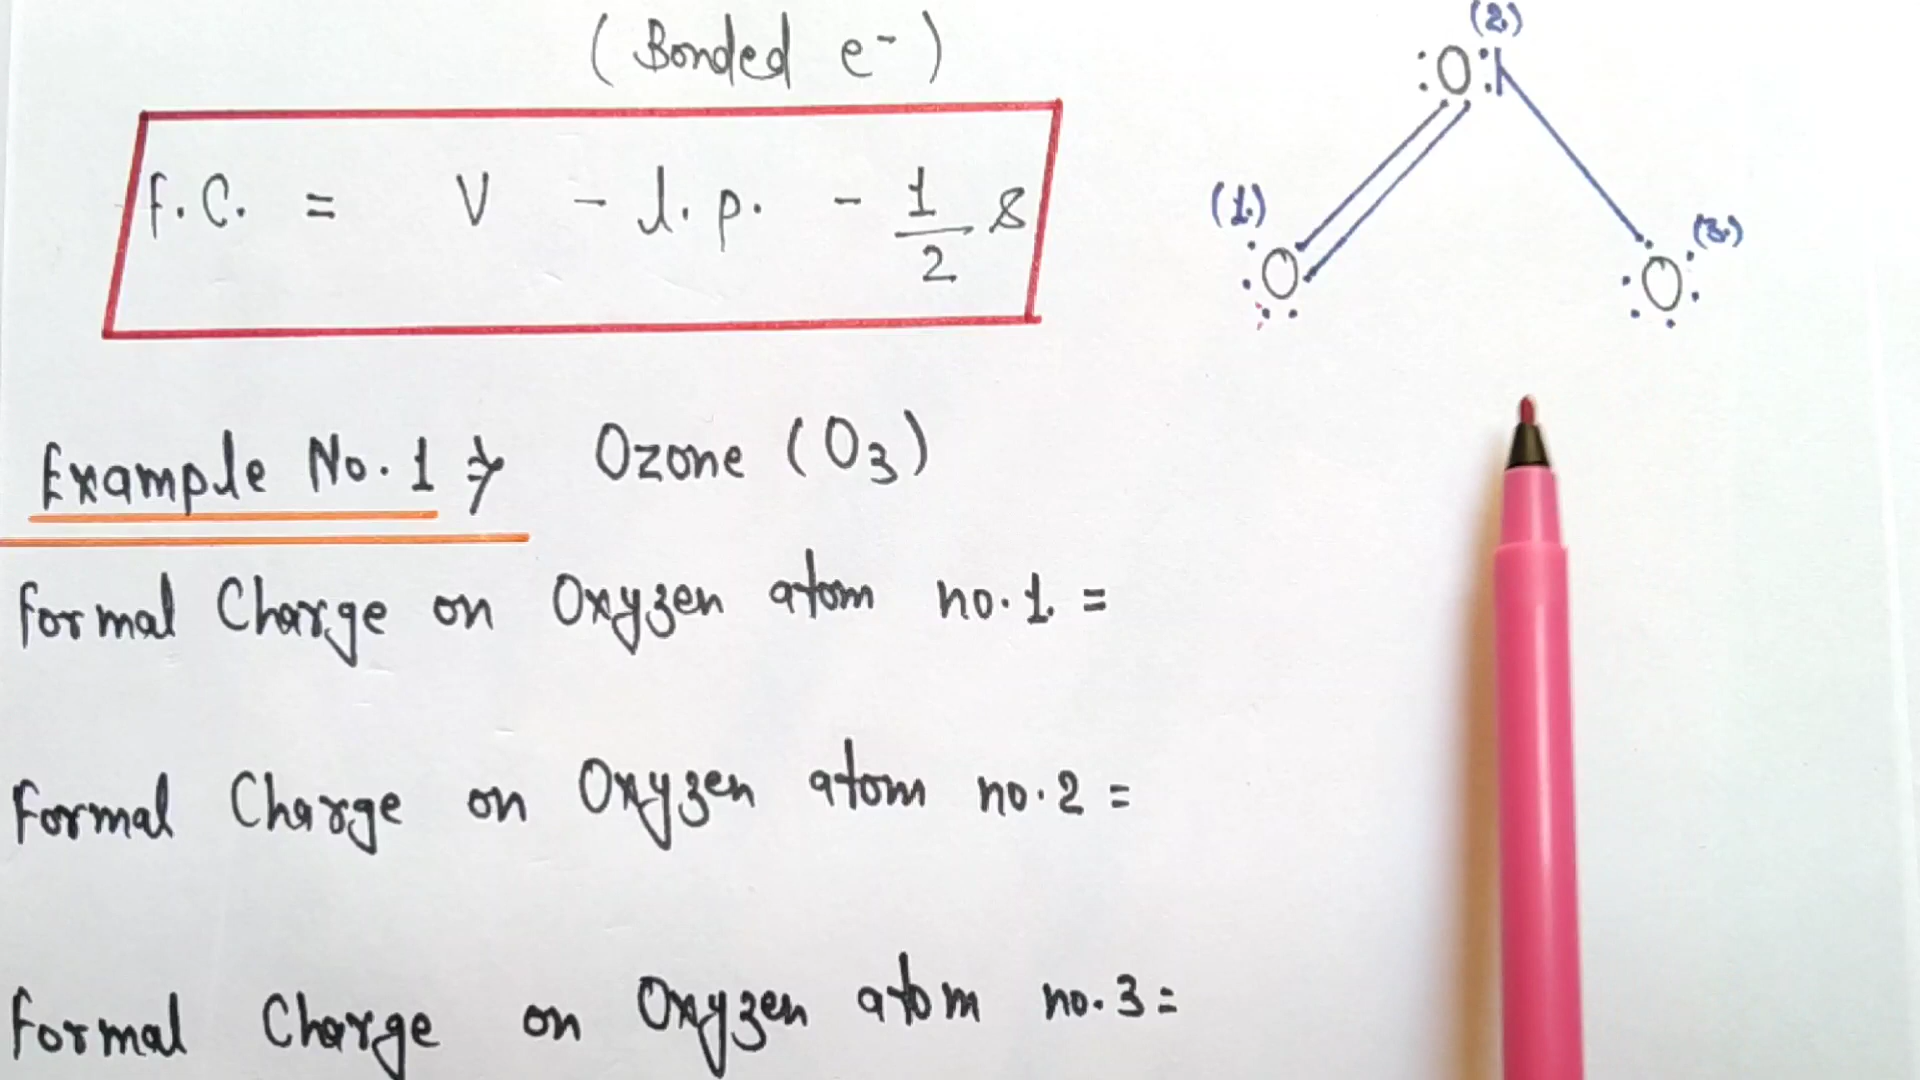 (Bonded e⁻)
F.C. = V - l.p. - 1/2 s
(2.)
:O:
(1.)
O
(3.)
O
Example No. 1 ⇒ Ozone (O₃)
Formal Charge on Oxygen atom no. 1. =
Formal Charge on Oxygen atom no. 2 =
Formal Charge on Oxygen atom no. 3 =